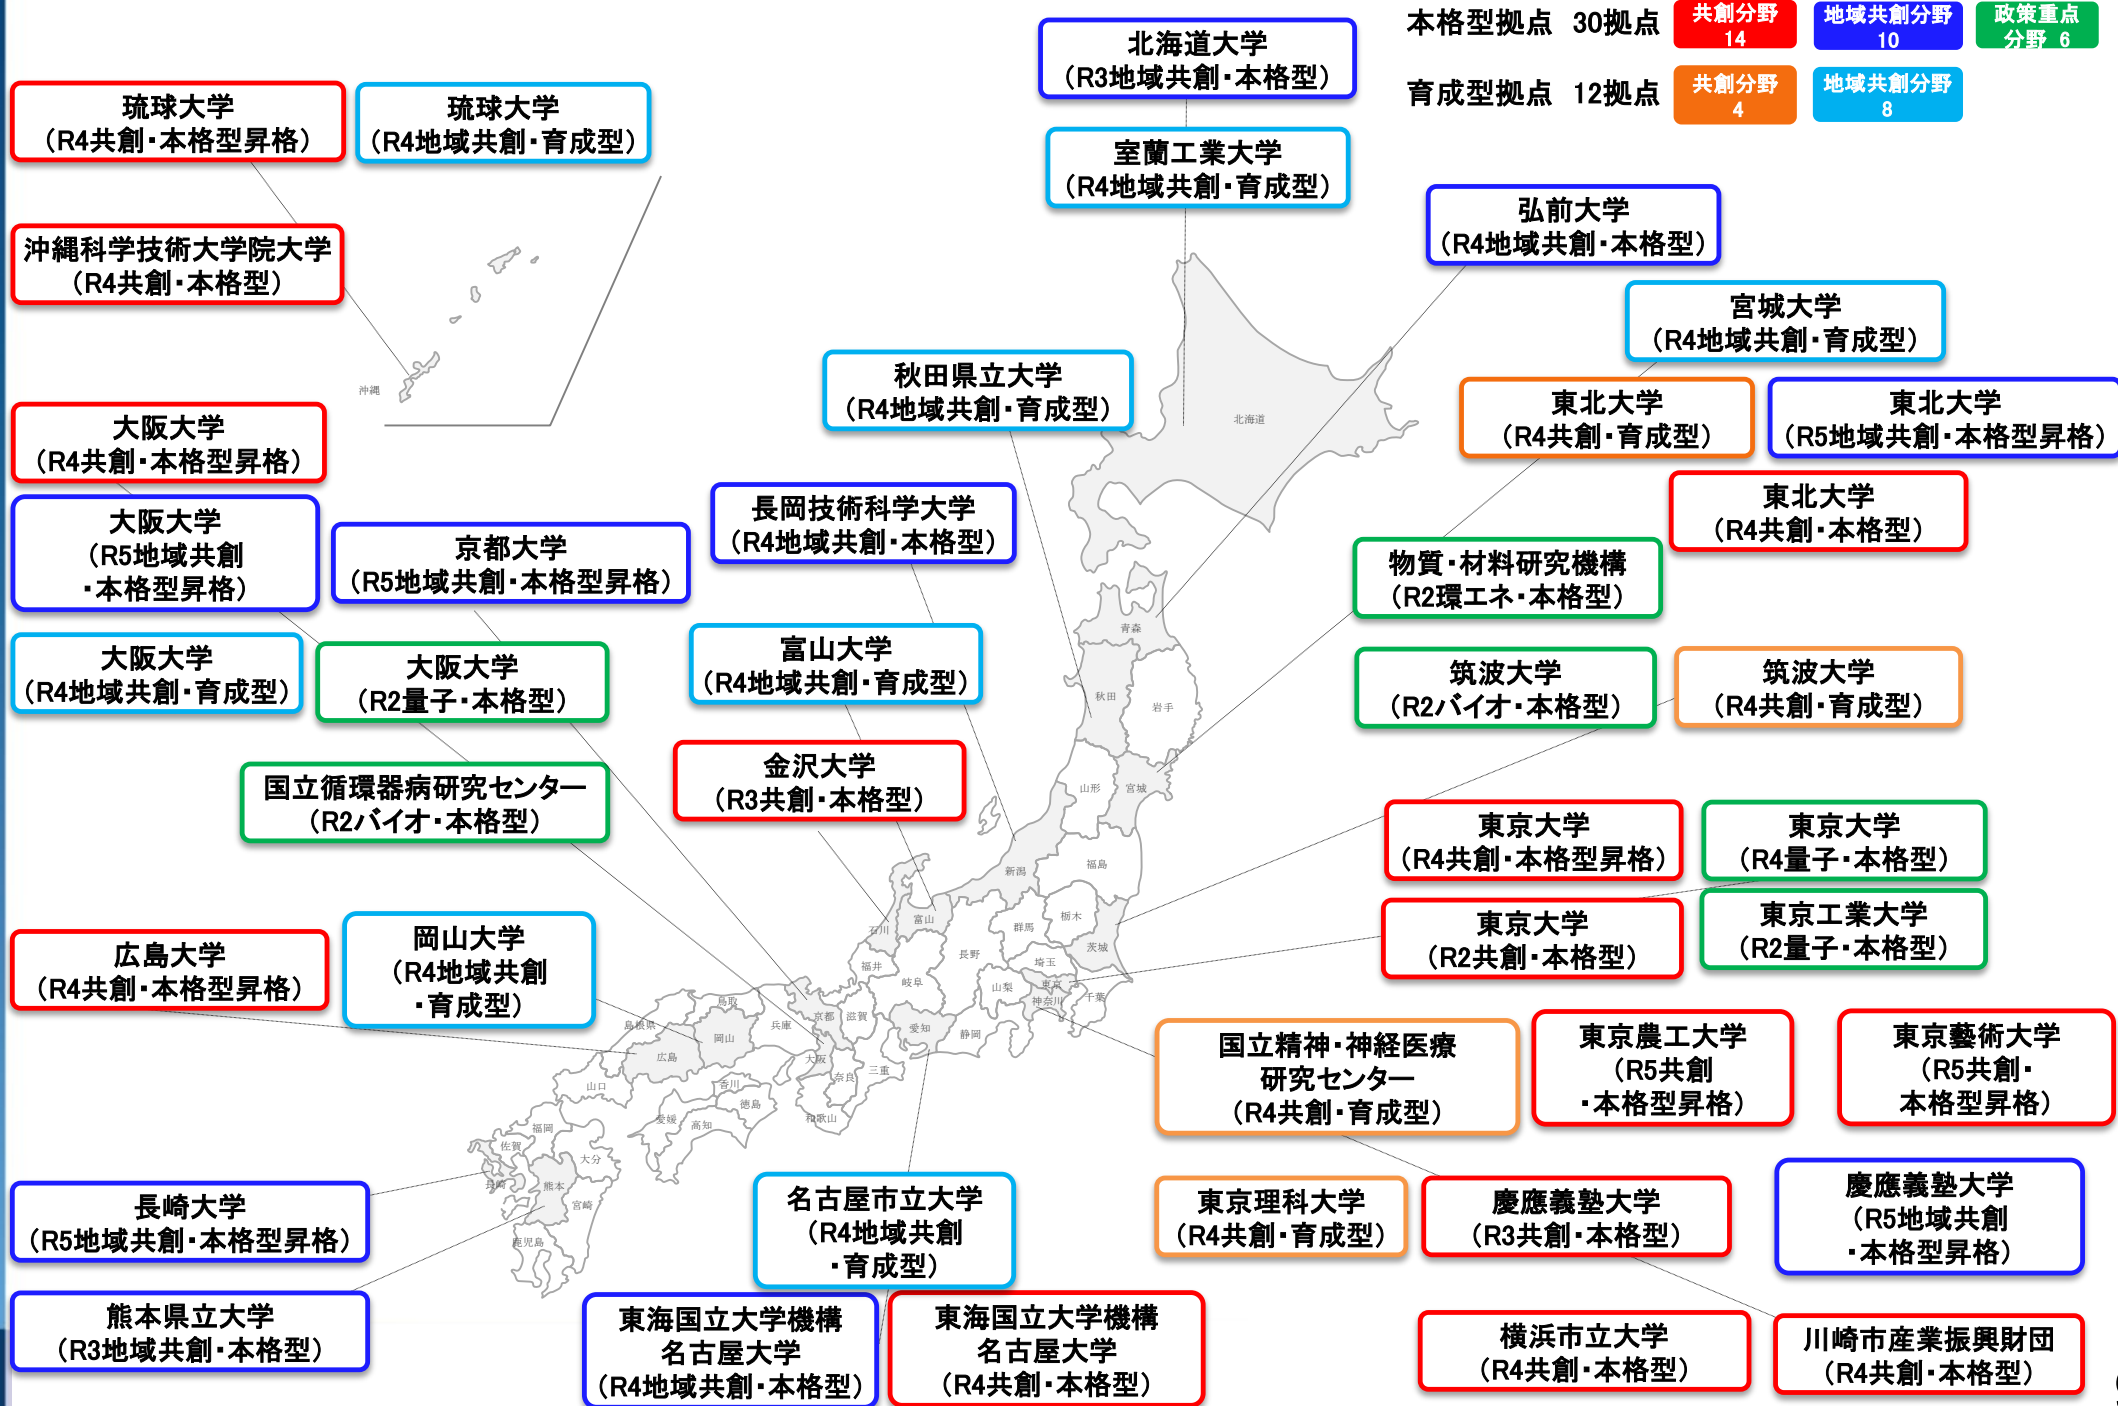 本格型拠点 30拠点
共創分野
14
地域共創分野
10
政策重点
分野 6
育成型拠点 12拠点
共創分野
4
地域共創分野
8
北海道大学
（R3地域共創・本格型）
室蘭工業大学
（R4地域共創・育成型）
琉球大学
（R4共創・本格型昇格）
琉球大学
（R4地域共創・育成型）
沖縄科学技術大学院大学
（R4共創・本格型）
弘前大学
（R4地域共創・本格型）
宮城大学
（R4地域共創・育成型）
秋田県立大学
（R4地域共創・育成型）
東北大学
（R4共創・育成型）
東北大学
（R5地域共創・本格型昇格）
東北大学
（R4共創・本格型）
大阪大学
（R4共創・本格型昇格）
大阪大学
（R5地域共創
・本格型昇格）
京都大学
（R5地域共創・本格型昇格）
長岡技術科学大学
（R4地域共創・本格型）
物質・材料研究機構
（R2環エネ・本格型）
大阪大学
（R4地域共創・育成型）
大阪大学
（R2量子・本格型）
富山大学
（R4地域共創・育成型）
筑波大学
（R2バイオ・本格型）
筑波大学
（R4共創・育成型）
国立循環器病研究センター
（R2バイオ・本格型）
金沢大学
（R3共創・本格型）
東京大学
（R4共創・本格型昇格）
東京大学
（R4量子・本格型）
東京大学
（R2共創・本格型）
東京工業大学
（R2量子・本格型）
広島大学
（R4共創・本格型昇格）
岡山大学
（R4地域共創
・育成型）
国立精神・神経医療
研究センター
（R4共創・育成型）
東京農工大学
（R5共創
・本格型昇格）
東京藝術大学
（R5共創・
本格型昇格）
長崎大学
（R5地域共創・本格型昇格）
名古屋市立大学
（R4地域共創
・育成型）
東京理科大学
（R4共創・育成型）
慶應義塾大学
（R3共創・本格型）
慶應義塾大学
（R5地域共創
・本格型昇格）
熊本県立大学
（R3地域共創・本格型）
東海国立大学機構
名古屋大学
（R4地域共創・本格型）
東海国立大学機構
名古屋大学
（R4共創・本格型）
横浜市立大学
（R4共創・本格型）
川崎市産業振興財団
（R4共創・本格型）
沖縄
北海道
青森
秋田
岩手
山形
宮城
新潟
福島
富山
石川
群馬
栃木
茨城
長野
埼玉
福井
岐阜
山梨
東京
神奈川
千葉
鳥取
島根県
岡山
兵庫
京都
滋賀
愛知
静岡
広島
大阪
奈良
三重
山口
香川
徳島
愛媛
高知
和歌山
福岡
佐賀
大分
長崎
熊本
宮崎
鹿児島